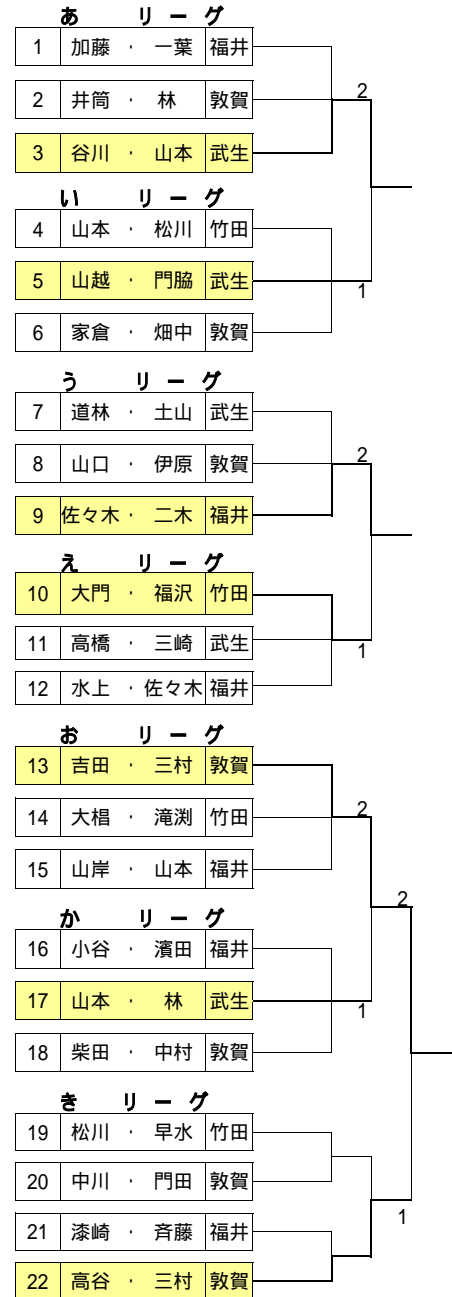 あ リーグ
1 加藤 ・ 一葉 福井
2 井筒 ・ 林 敦賀
2
3 谷川 ・ 山本 武生
い リーグ
4 山本 ・ 松川 竹田
5 山越 ・ 門脇 武生
1
6 家倉 ・ 畑中 敦賀
う リーグ
7 道林 ・ 土山 武生
8 山口 ・ 伊原 敦賀
2
9 佐々木 ・ 二木 福井
え リーグ
10 大門 ・ 福沢 竹田
11 高橋 ・ 三崎 武生
1
12 水上 ・ 佐々木 福井
お リーグ
13 吉田 ・ 三村 敦賀
14 大椙 ・ 滝渕 竹田
2
15 山岸 ・ 山本 福井
2
か リーグ
16 小谷 ・ 濱田 福井
17 山本 ・ 林 武生
1
18 柴田 ・ 中村 敦賀
き リーグ
19 松川 ・ 早水 竹田
20 中川 ・ 門田 敦賀
1
21 漆崎 ・ 斉藤 福井
22 高谷 ・ 三村 敦賀